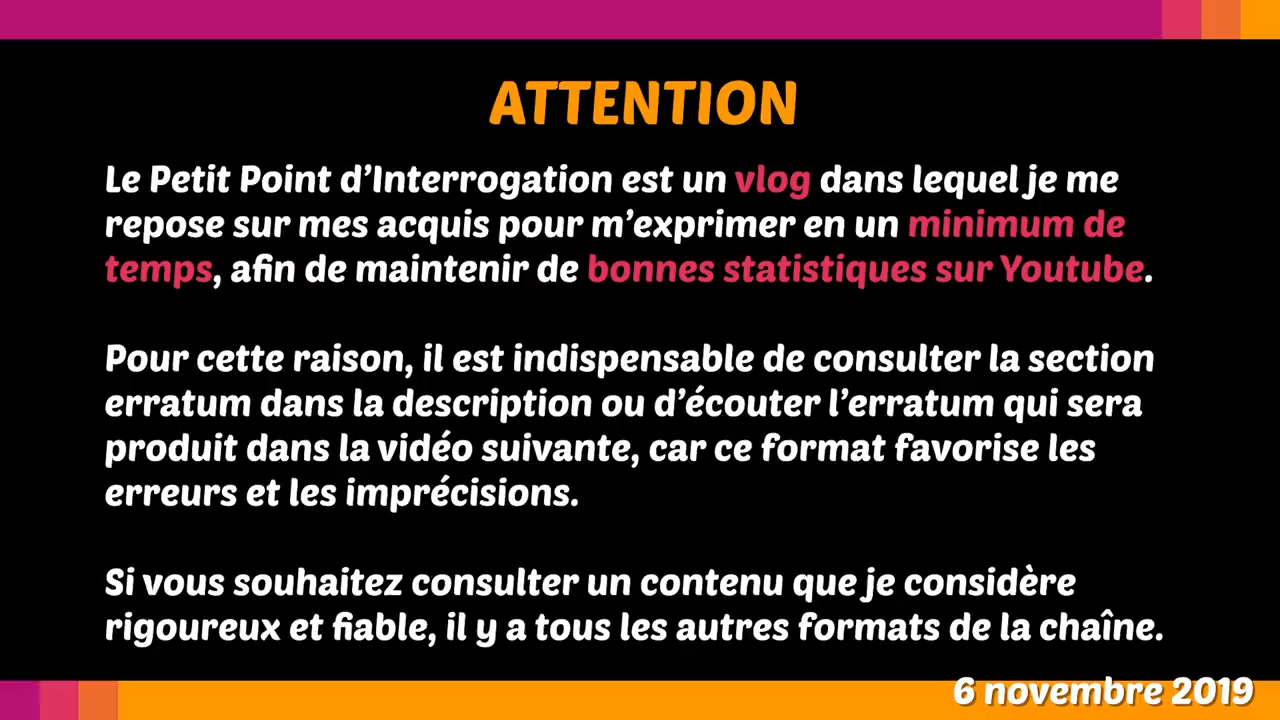 ATTENTION
Le Petit Point d’Interrogation est un vlog dans lequel je me
repose sur mes acquis pour m’exprimer en un minimum de
temps, afin de maintenir de bonnes statistiques sur Youtube.
Pour cette raison, il est indispensable de consulter la section
erratum dans la description ou d’écouter l’erratum qui sera
produit dans la vidéo suivante, car ce format favorise les
erreurs et les imprécisions.
Si vous souhaitez consulter un contenu que je considère
rigoureux et fiable, il y a tous les autres formats de la chaîne.
6 novembre 2019